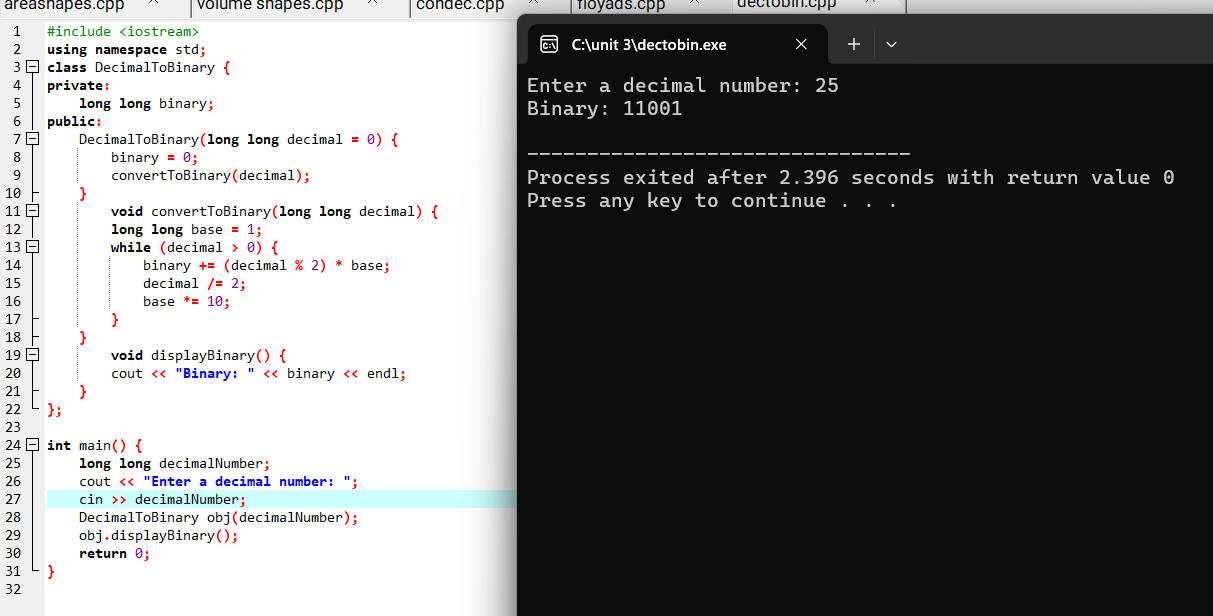 areashapes.cpp volume shapes.cpp condec.cpp floyads.cpp dectobin.cpp
1 #include <iostream>
2 using namespace std;
3 class DecimalToBinary {
4 private:
5 long long binary;
6 public:
7 DecimalToBinary(long long decimal = 0) {
8 binary = 0;
9 convertToBinary(decimal);
10 }
11 void convertToBinary(long long decimal) {
12 long long base = 1;
13 while (decimal > 0) {
14 binary += (decimal % 2) * base;
15 decimal /= 2;
16 base *= 10;
17 }
18 }
19 void displayBinary() {
20 cout << "Binary: " << binary << endl;
21 }
22 };
23
24 int main() {
25 long long decimalNumber;
26 cout << "Enter a decimal number: ";
27 cin >> decimalNumber;
28 DecimalToBinary obj(decimalNumber);
29 obj.displayBinary();
30 return 0;
31 }
32
C:\unit 3\dectobin.exe
Enter a decimal number: 25
Binary: 11001
--------------------------------
Process exited after 2.396 seconds with return value 0
Press any key to continue . . .